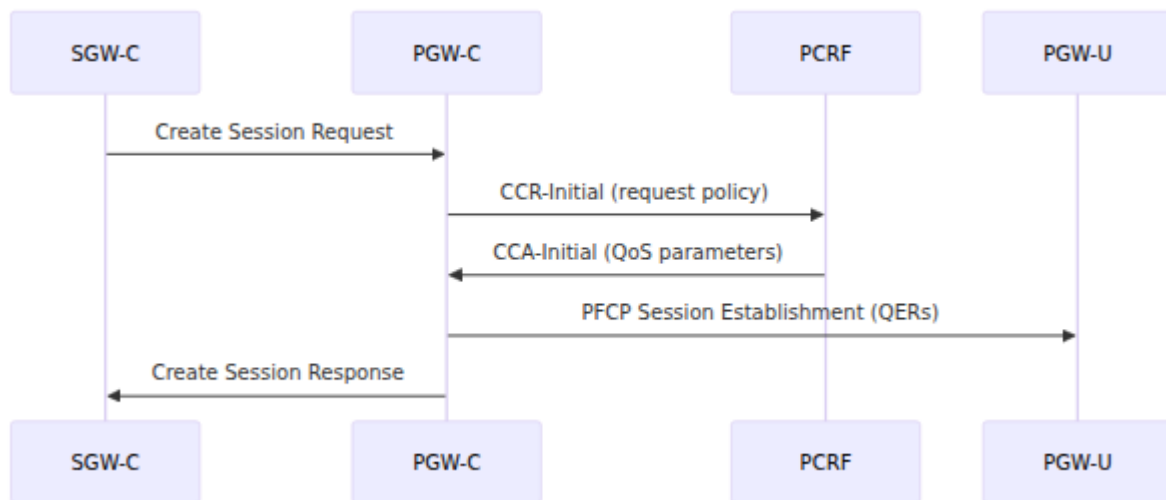 SGW-C
PGW-C
PCRF
PGW-U
Create Session Request
CCR-Initial (request policy)
CCA-Initial (QoS parameters)
PFCP Session Establishment (QERs)
Create Session Response
SGW-C
PGW-C
PCRF
PGW-U